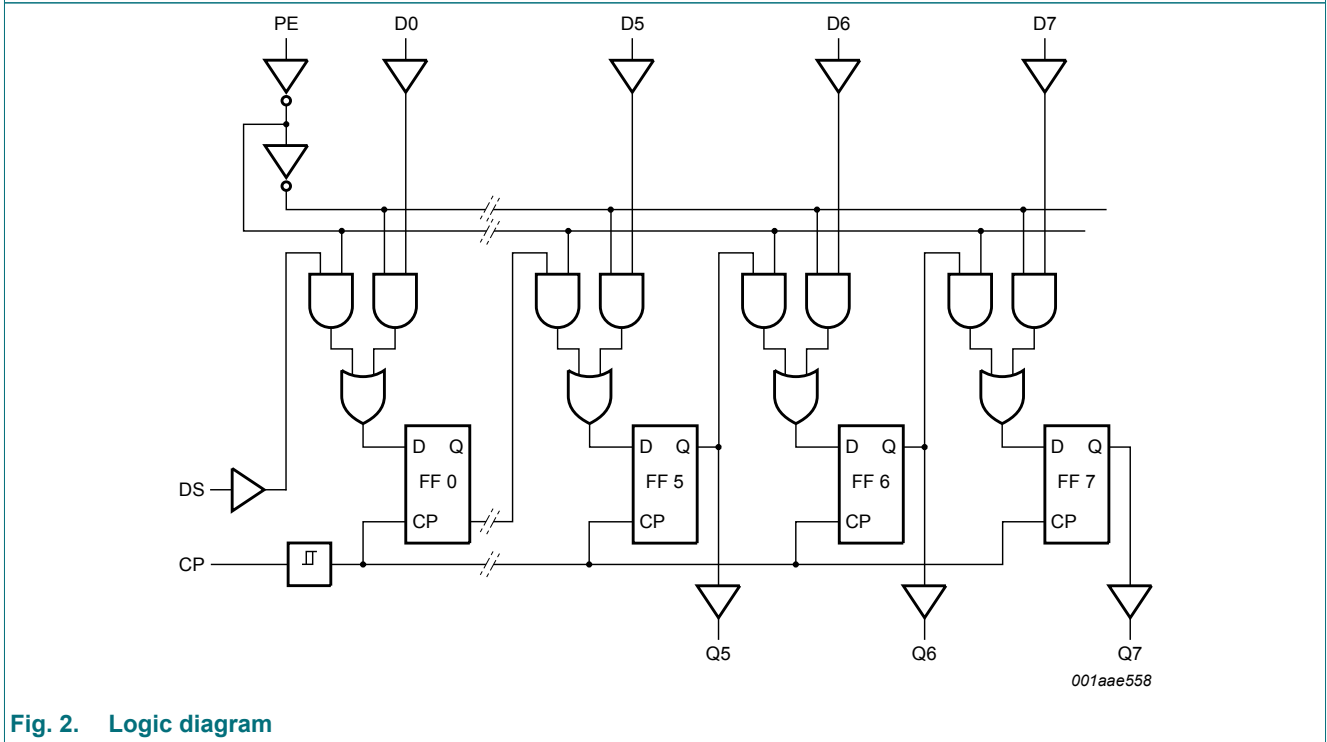 PE D0 D5 D6 D7
D Q D Q D Q D Q
FF 0 FF 5 FF 6 FF 7
DS
CP CP CP CP
CP
Q5 Q6 Q7
001aae558
Fig. 2. Logic diagram